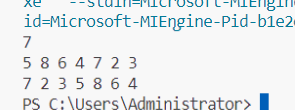 xe' '--stdin=Microsoft-MIEngin
id=Microsoft-MIEngine-Pid-b1e2
7
5 8 6 4 7 2 3
7 2 3 5 8 6 4
PS C:\Users\Administrator>